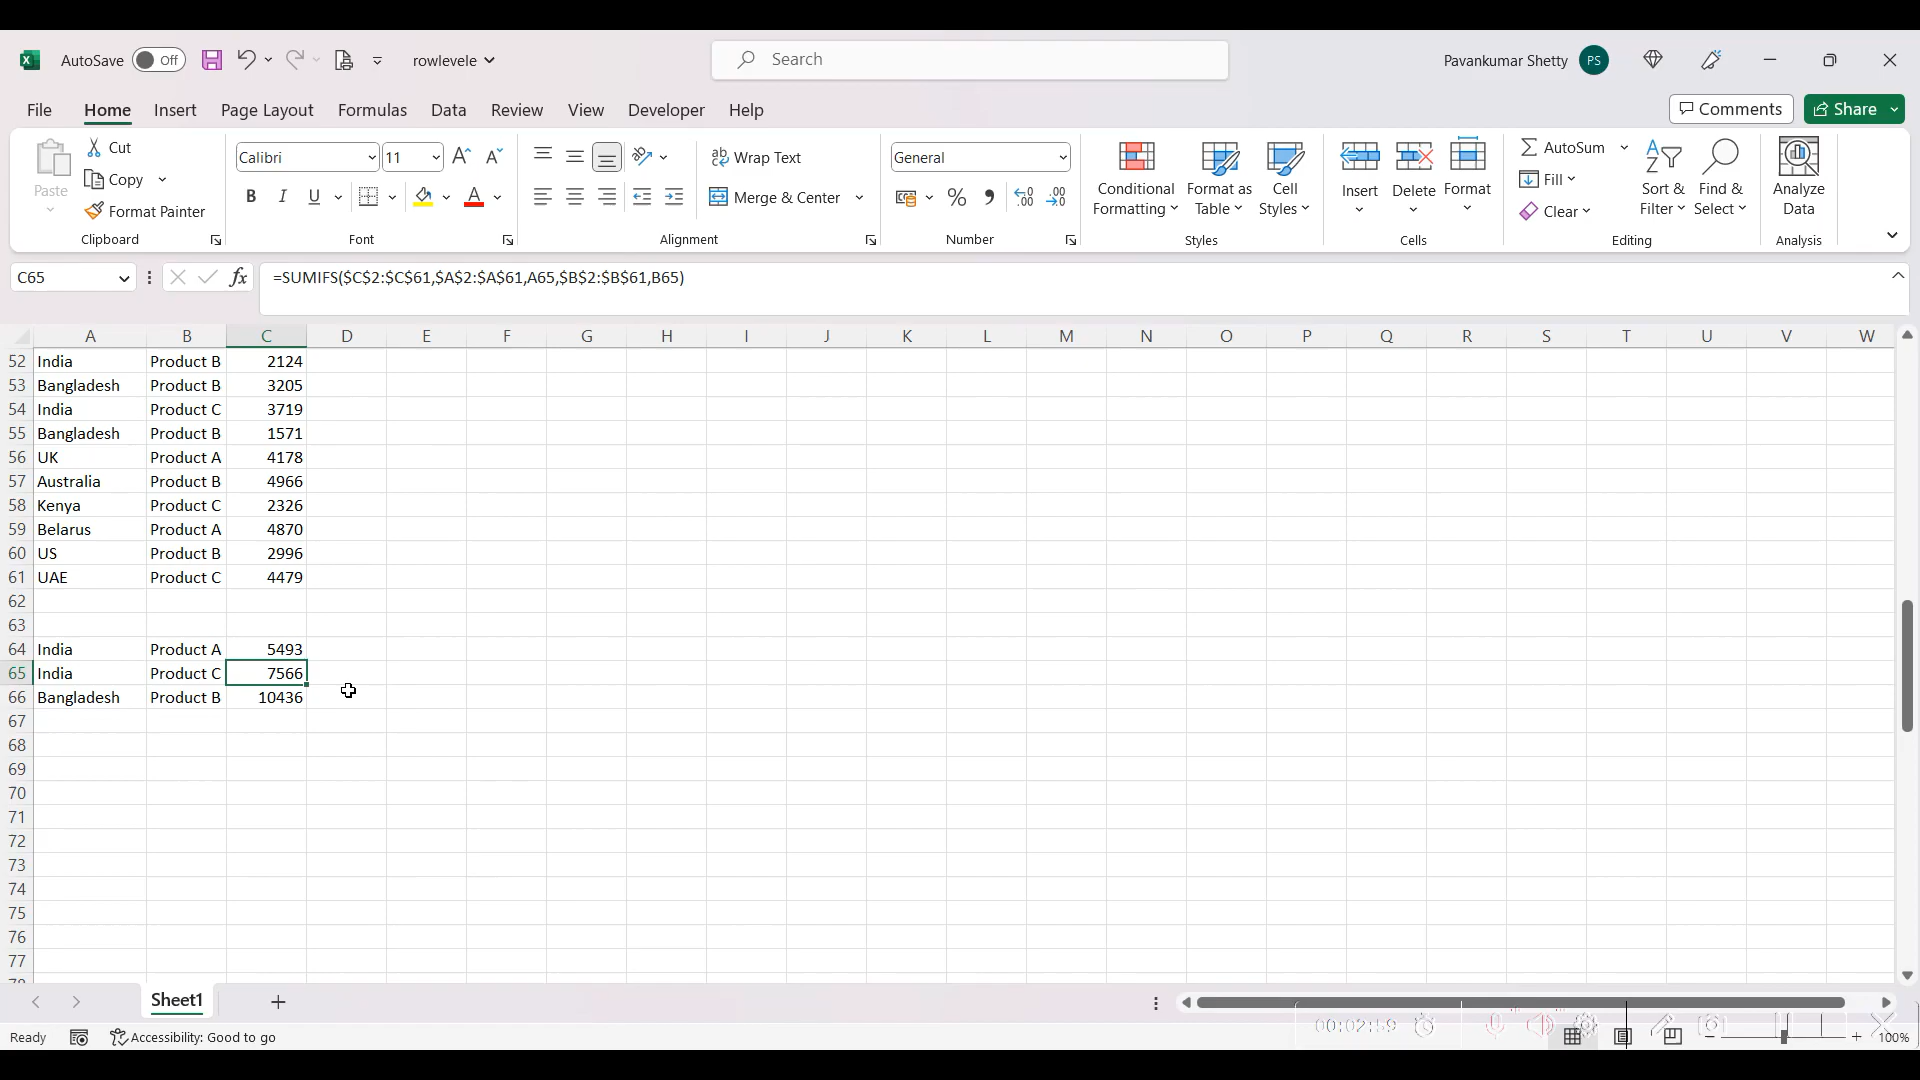 AutoSave Off rowlevele Search Pavankumar Shetty PS
File Home Insert Page Layout Formulas Data Review View Developer Help Comments Share
Paste Cut Copy Format Painter
Calibri 11 B I U A
Wrap Text Merge & Center
General %
Conditional Formatting Format as Table Cell Styles
Insert Delete Format
AutoSum Fill Clear Sort & Filter Find & Select
Analyze Data
Clipboard Font Alignment Number Styles Cells Editing Analysis
C65 fx =SUMIFS($C$2:$C$61,$A$2:$A$61,A65,$B$2:$B$61,B65)
A B C D E F G H I J K L M N O P Q R S T U V W
52 India Product B 2124
53 Bangladesh Product B 3205
54 India Product C 3719
55 Bangladesh Product B 1571
56 UK Product A 4178
57 Australia Product B 4966
58 Kenya Product C 2326
59 Belarus Product A 4870
60 US Product B 2996
61 UAE Product C 4479
62
63
64 India Product A 5493
65 India Product C 7566
66 Bangladesh Product B 10436
67
68
69
70
71
72
73
74
75
76
77
Sheet1
00:02:59
Ready Accessibility: Good to go 100%